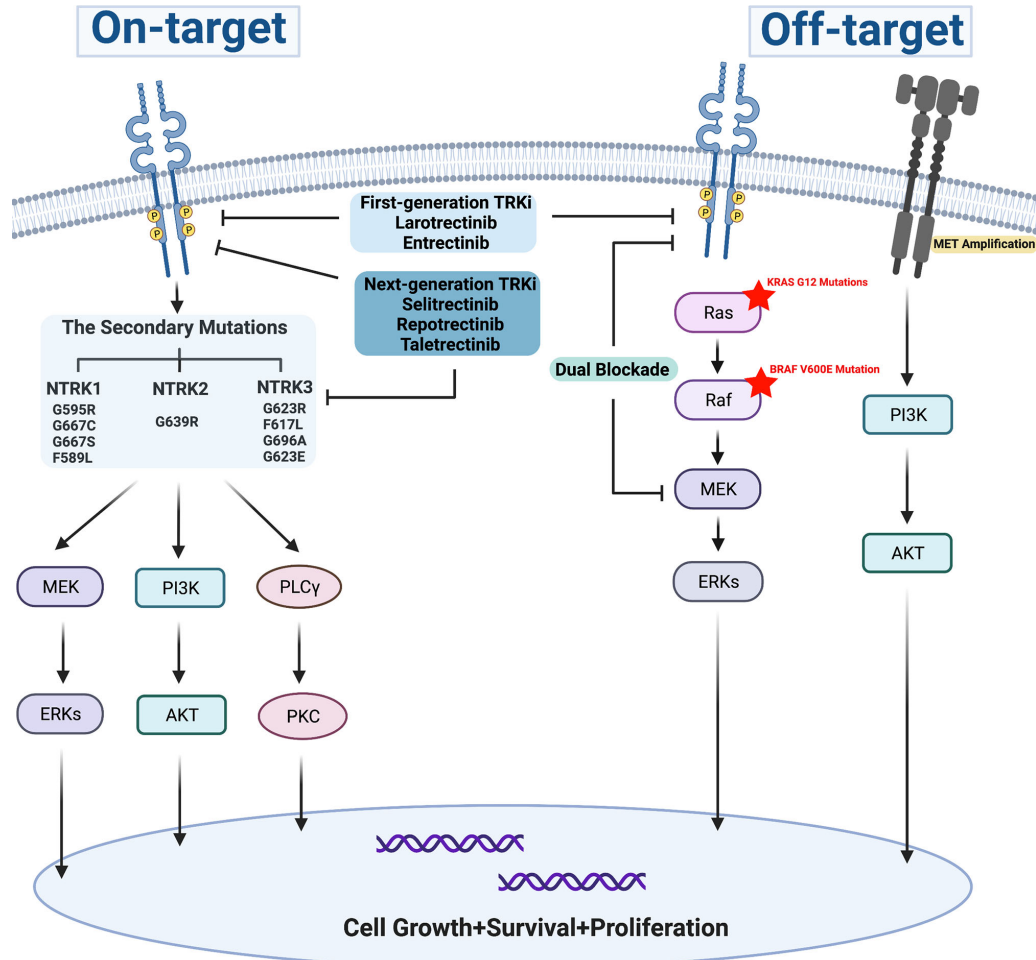 On-target
Off-target
P
P
P
P
P
P
P
P
First-generation TRKi
Larotrectinib
Entrectinib
MET Amplification
Next-generation TRKi
Selitrectinib
Repotrectinib
Taletrectinib
KRAS G12 Mutations
Ras
The Secondary Mutations
Dual Blockade
BRAF V600E Mutation
Raf
NTRK1
G595R
G667C
G667S
F589L
NTRK2
G639R
NTRK3
G623R
F617L
G696A
G623E
PI3K
MEK
AKT
ERKs
MEK
PI3K
PLCγ
ERKs
AKT
PKC
Cell Growth+Survival+Proliferation